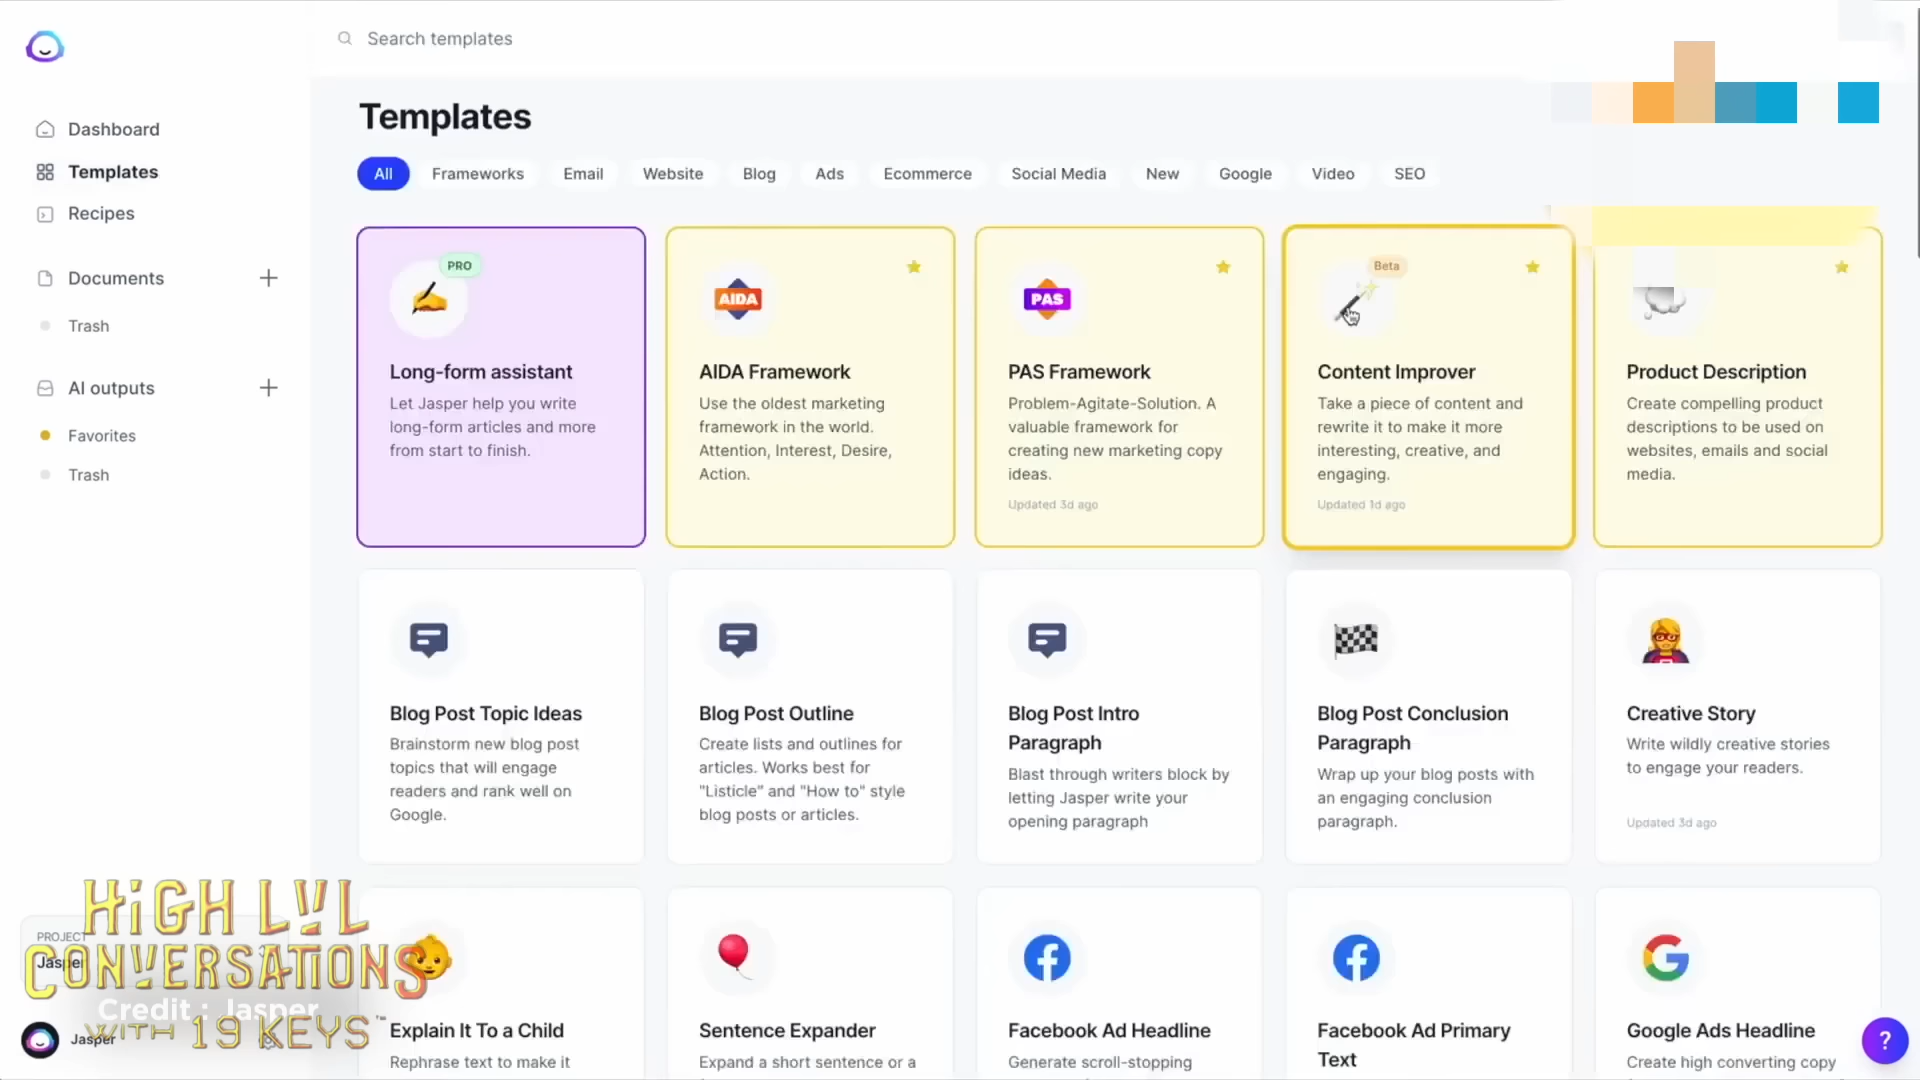 Search templates
Dashboard
Templates
Recipes
Documents
Trash
AI outputs
Favorites
Trash
Templates
All
Frameworks
Email
Website
Blog
Ads
Ecommerce
Social Media
New
Google
Video
SEO
PRO
Long-form assistant
Let Jasper help you write
long-form articles and more
from start to finish.
AIDA
AIDA Framework
Use the oldest marketing
framework in the world.
Attention, Interest, Desire,
Action.
PAS
PAS Framework
Problem-Agitate-Solution. A
valuable framework for
creating new marketing copy
ideas.
Updated 3d ago
Beta
Content Improver
Take a piece of content and
rewrite it to make it more
interesting, creative, and
engaging.
Updated 1d ago
Product Description
Create compelling product
descriptions to be used on
websites, emails and social
media.
Blog Post Topic Ideas
Brainstorm new blog post
topics that will engage
readers and rank well on
Google.
Blog Post Outline
Create lists and outlines for
articles. Works best for
"Listicle" and "How to" style
blog posts or articles.
Blog Post Intro
Paragraph
Blast through writers block by
letting Jasper write your
opening paragraph
Blog Post Conclusion
Paragraph
Wrap up your blog posts with
an engaging conclusion
paragraph.
Creative Story
Write wildly creative stories
to engage your readers.
Updated 3d ago
Explain It To a Child
Rephrase text to make it
Sentence Expander
Expand a short sentence or a
Facebook Ad Headline
Generate scroll-stopping
Facebook Ad Primary
Text
Google Ads Headline
Create high converting copy
PROJECT
Jasper
HiGH LVL
CONVERSATiONS
WITH 19 KEYS™
Credit : Jasper
Jasper
?